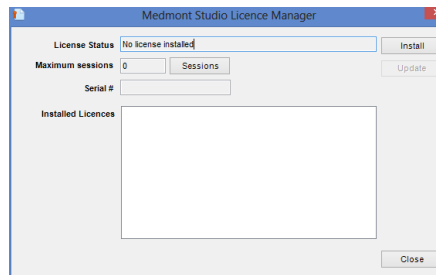 Medmont Studio Licence Manager
License Status No license installed Install
Maximum sessions 0 Sessions Update
Serial #
Installed Licences
Close